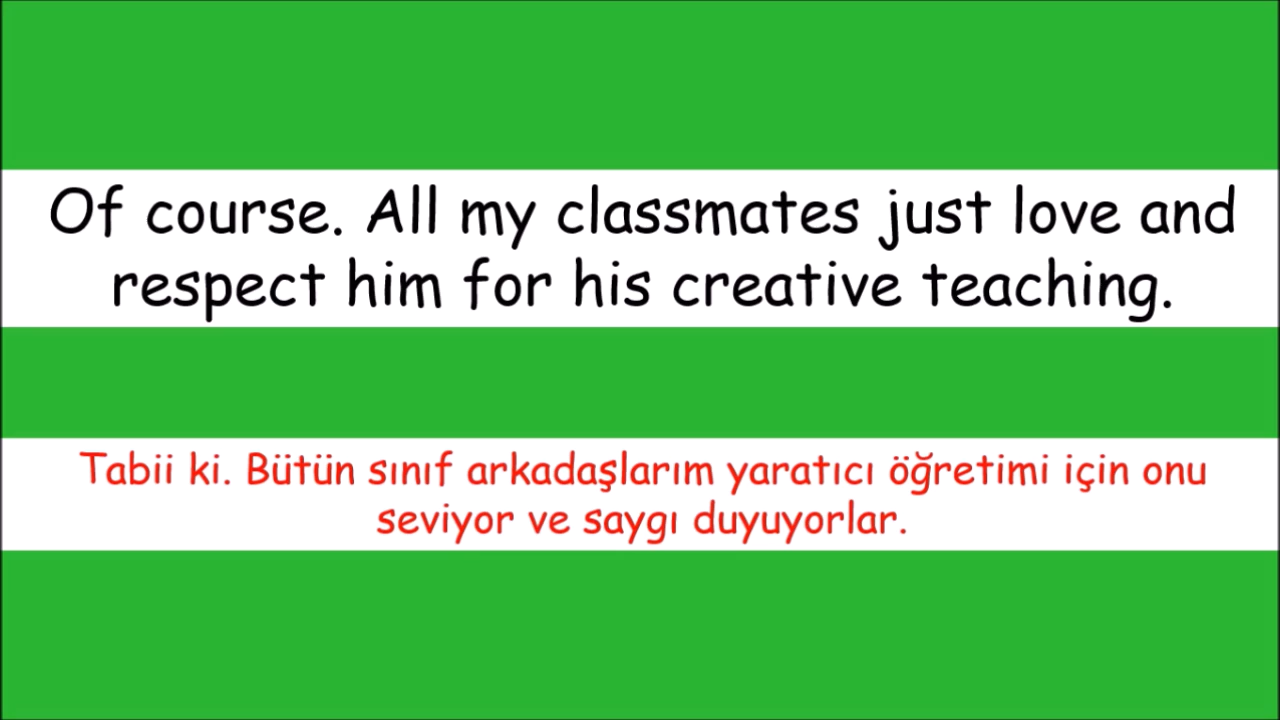 Of course. All my classmates just love and
respect him for his creative teaching.
Tabii ki. Bütün sınıf arkadaşlarım yaratıcı öğretimi için onu
seviyor ve saygı duyuyorlar.